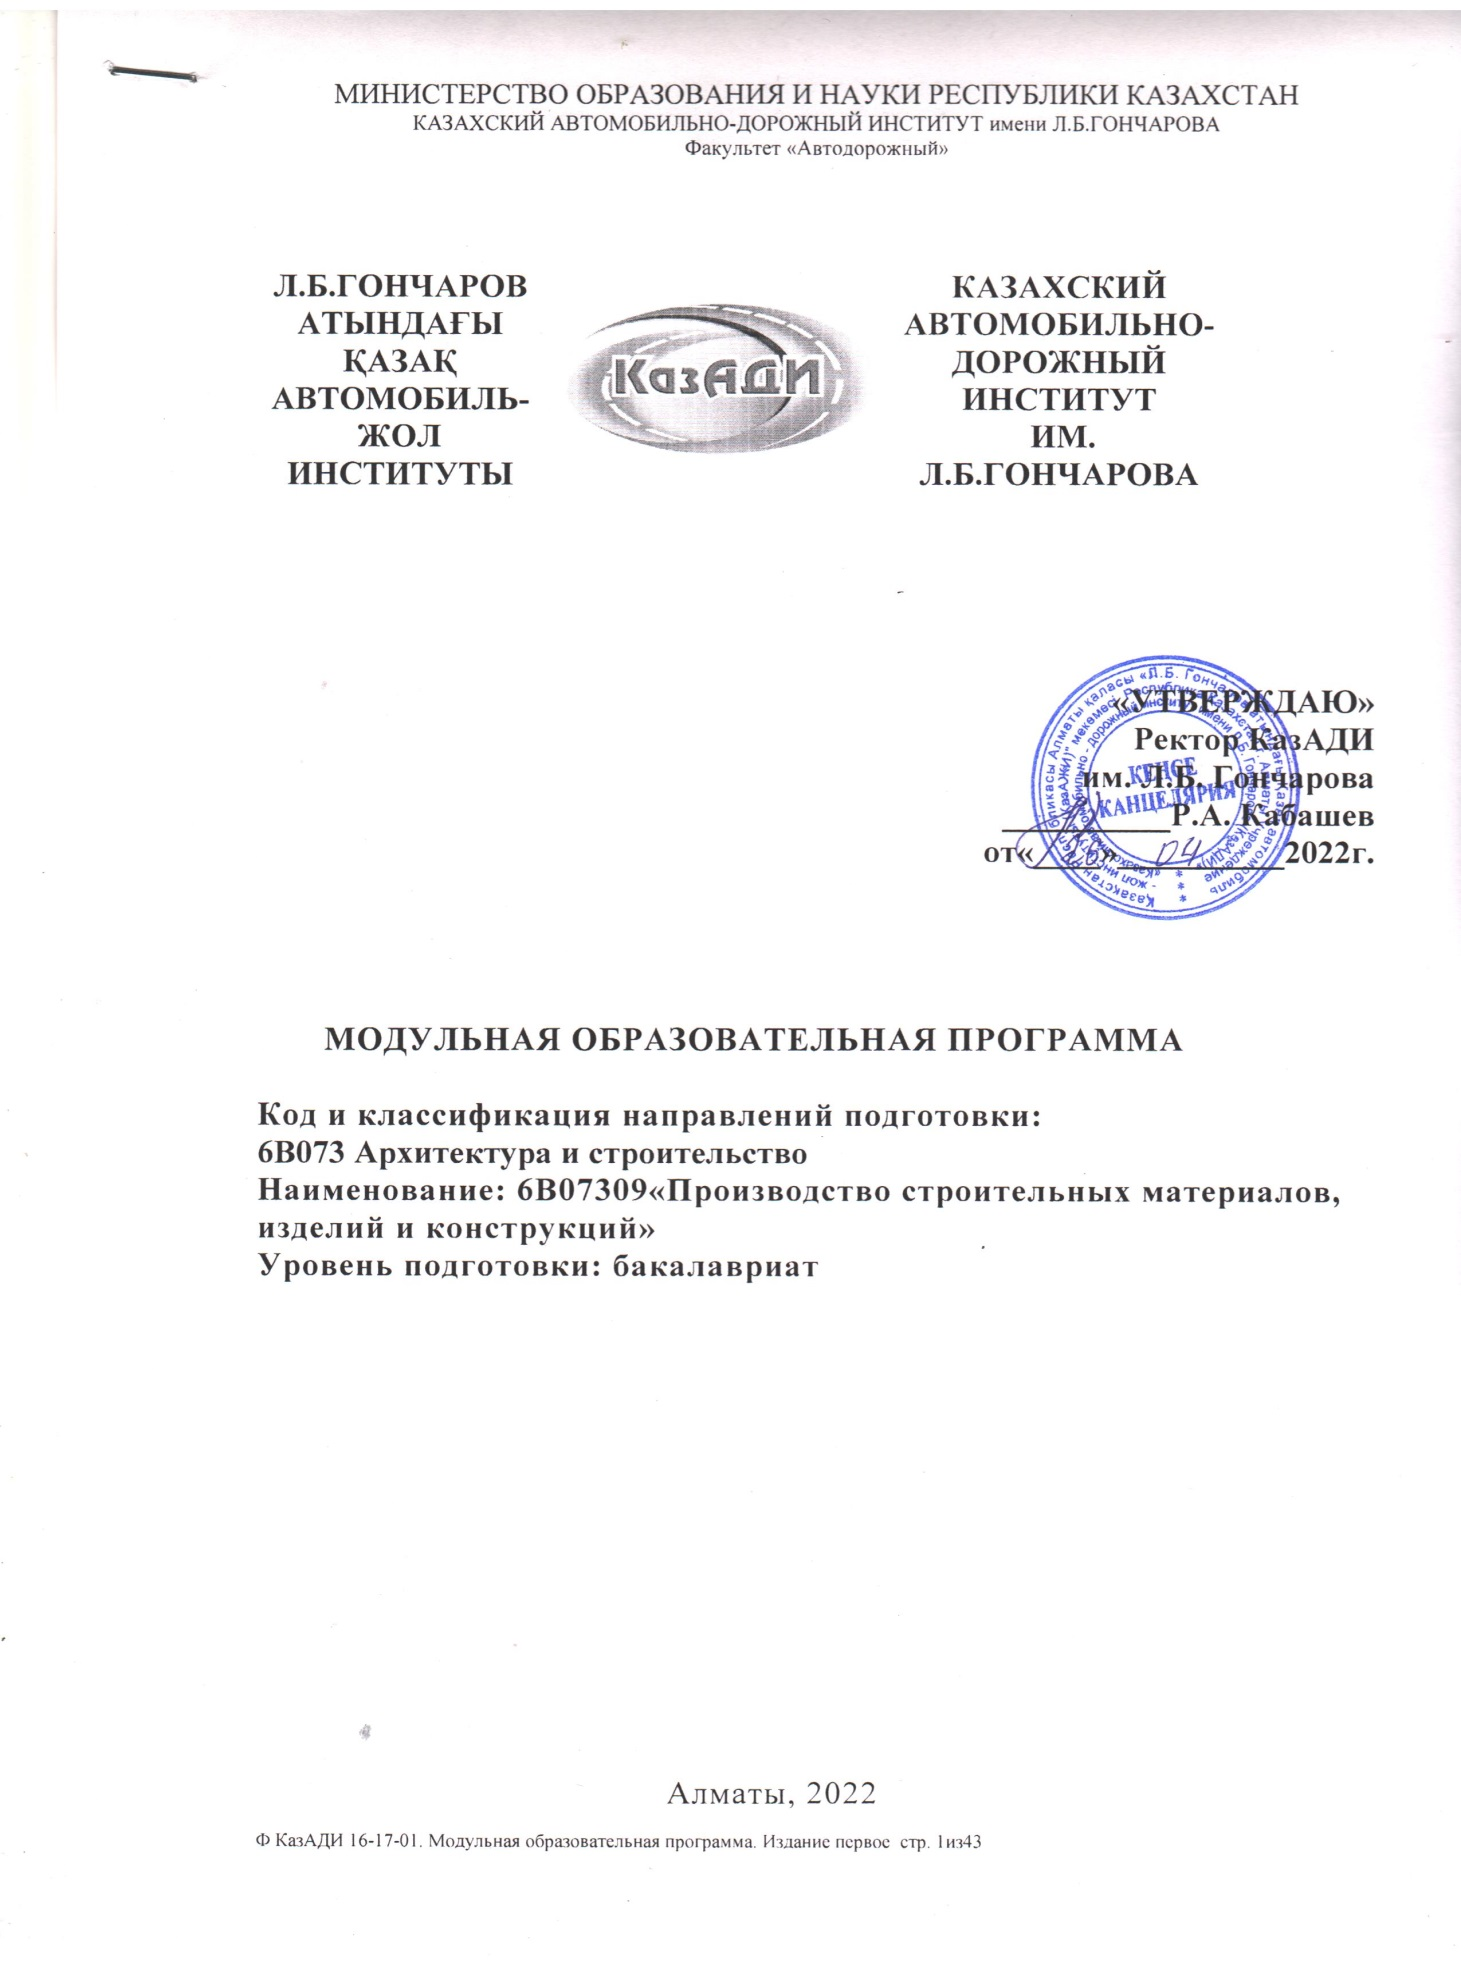 МИНИСТЕРСТВО ОБРАЗОВАНИЯ И НАУКИ РЕСПУБЛИКИ КАЗАХСТАН
КАЗАХСКИЙ АВТОМОБИЛЬНО-ДОРОЖНЫЙ ИНСТИТУТ имени Л.Б.ГОНЧАРОВА
Факультет «Автодорожный»
Л.Б.ГОНЧАРОВ
АТЫНДАҒЫ
ҚАЗАҚ
АВТОМОБИЛЬ-
ЖОЛ
ИНСТИТУТЫ
КазАДИ
КАЗАХСКИЙ
АВТОМОБИЛЬНО-
ДОРОЖНЫЙ
ИНСТИТУТ
ИМ.
Л.Б.ГОНЧАРОВА
«УТВЕРЖДАЮ»
Ректор КазАДИ
им. Л.Б. Гончарова
Р.А. Кабашев
от« » 04 2022г.
КЕҢСЕ
КАНЦЕЛЯРИЯ
МОДУЛЬНАЯ ОБРАЗОВАТЕЛЬНАЯ ПРОГРАММА
Код и классификация направлений подготовки:
6В073 Архитектура и строительство
Наименование: 6В07309«Производство строительных материалов,
изделий и конструкций»
Уровень подготовки: бакалавриат
Алматы, 2022
Ф КазАДИ 16-17-01. Модульная образовательная программа. Издание первое стр. 1из43